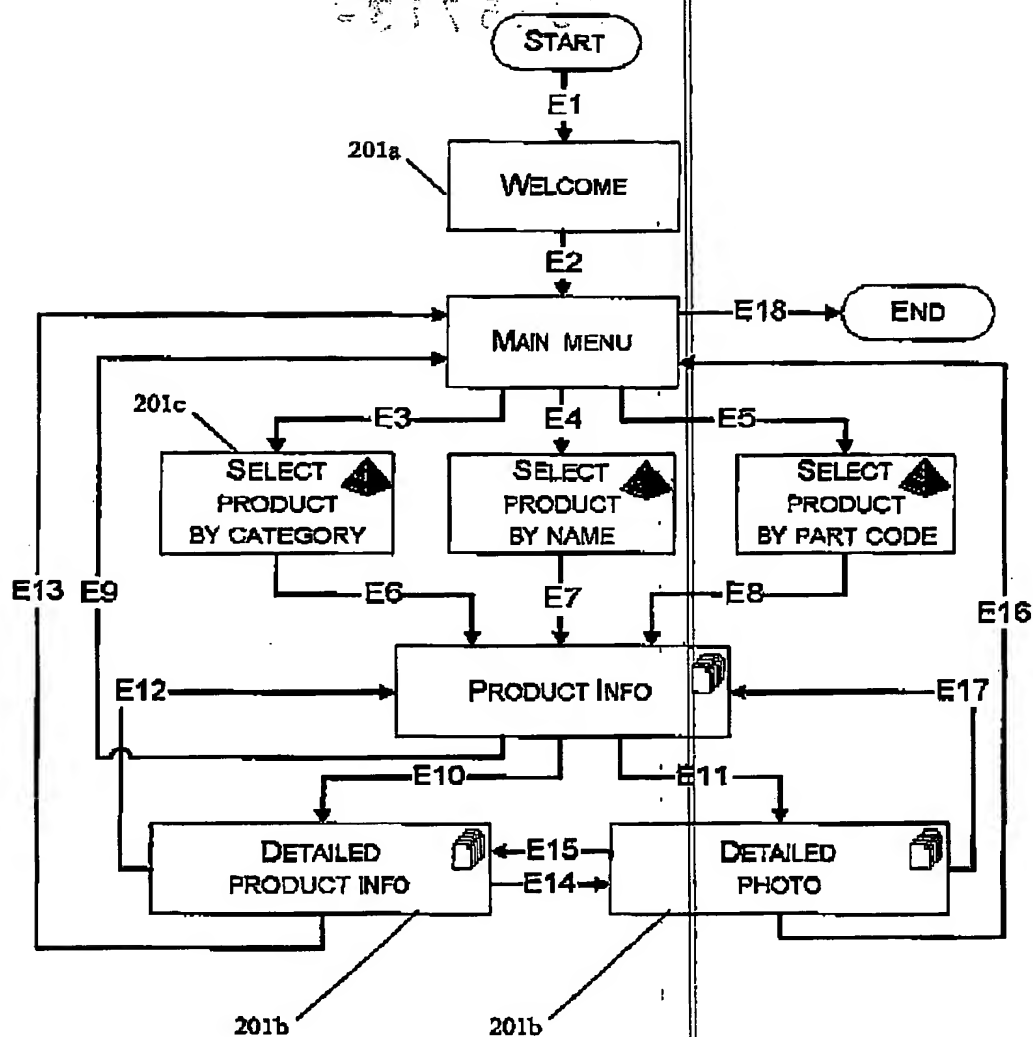 START
E1
201a
WELCOME
E2
MAIN MENU
E18
END
201c
E3
E4
E5
SELECT
PRODUCT
BY CATEGORY
SELECT
PRODUCT
BY NAME
SELECT
PRODUCT
BY PART CODE
E13
E9
E6
E7
E8
E16
E12
PRODUCT INFO
E17
E10
E11
DETAILED
PRODUCT INFO
E15
E14
DETAILED
PHOTO
201b
201b